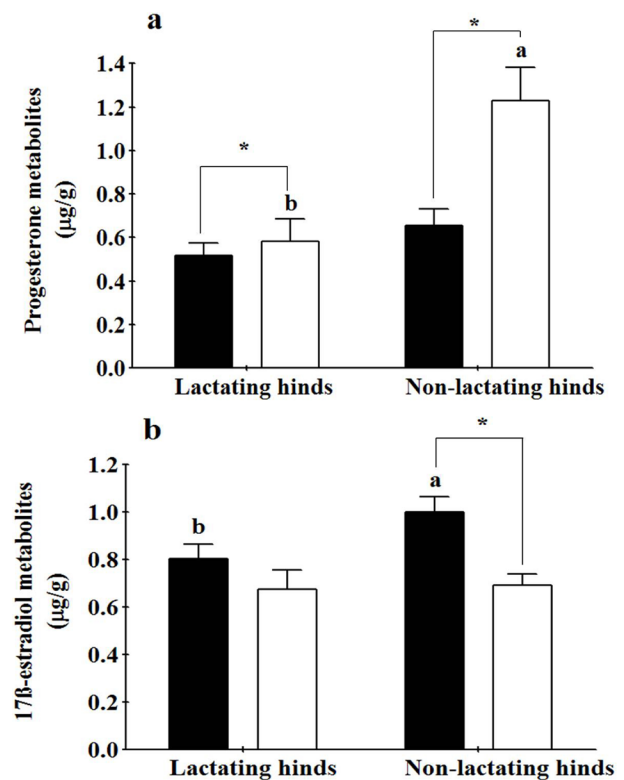 a
*
*
a
b
1.4
1.2
1.0
0.8
0.6
0.4
0.2
0.0
Progesterone metabolites
(µg/g)
Lactating hinds
Non-lactating hinds
b
*
a
b
1.2
1.0
0.8
0.6
0.4
0.2
0.0
17ß-estradiol metabolites
(µg/g)
Lactating hinds
Non-lactating hinds